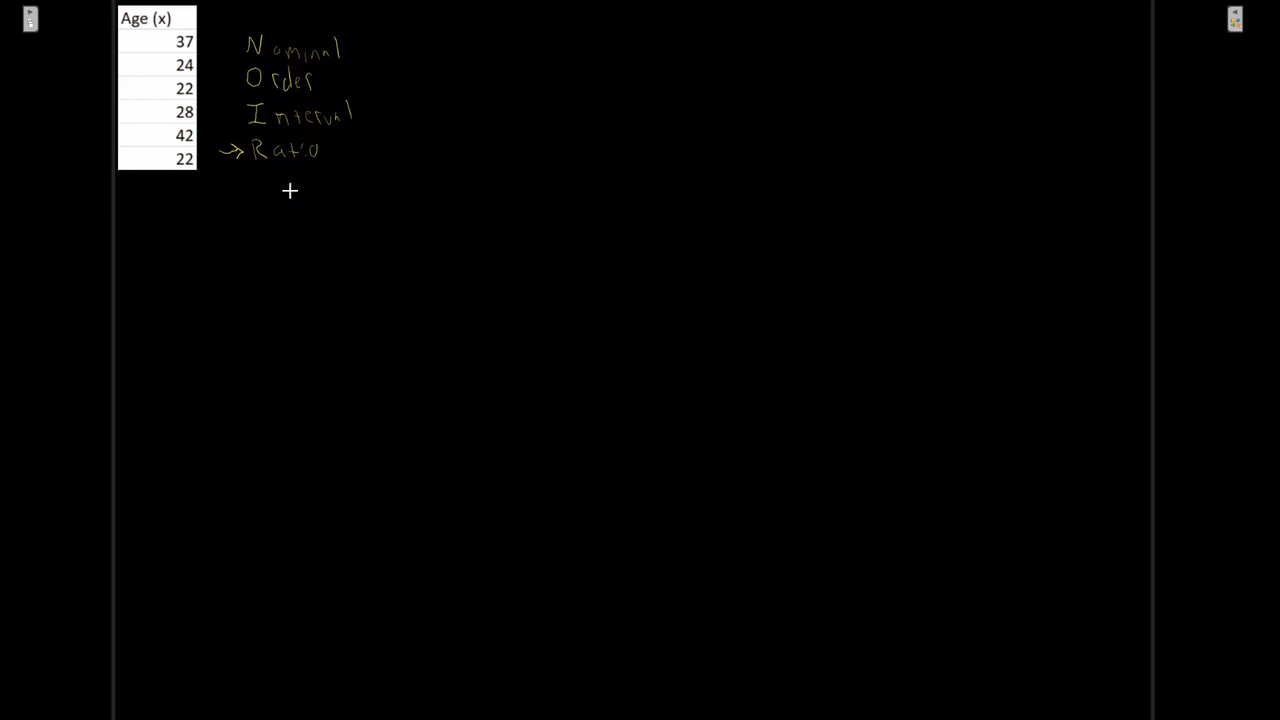 Age (x)
37
24
22
28
42
22
Nominal
Order
Interval
→ Ratio